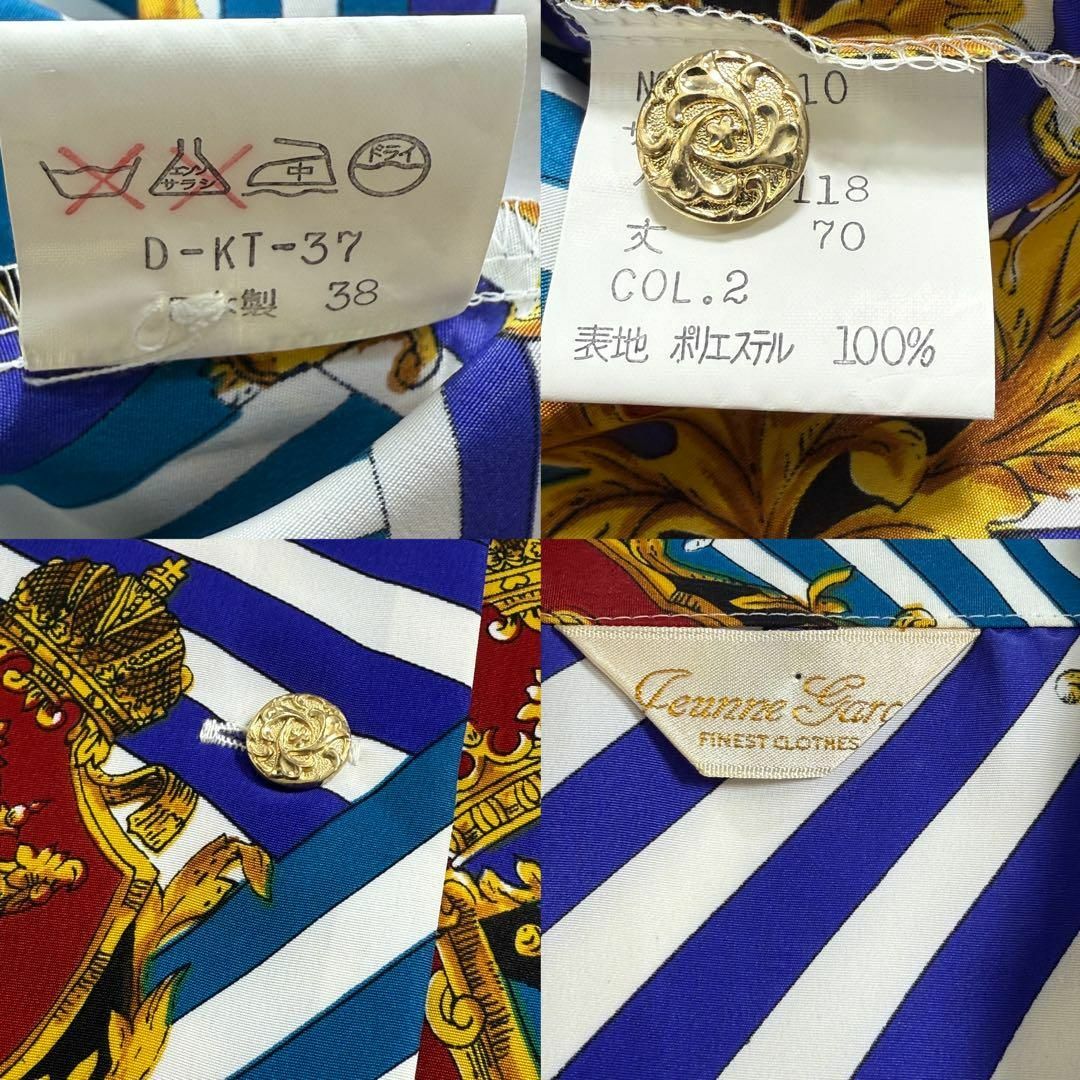 エンソ
サラシ
中
ドライ
D-KT-37
製 38
10
118
丈 70
COL.2
表地 ポリエステル 100%
Jeunne Garc
FINEST CLOTHES